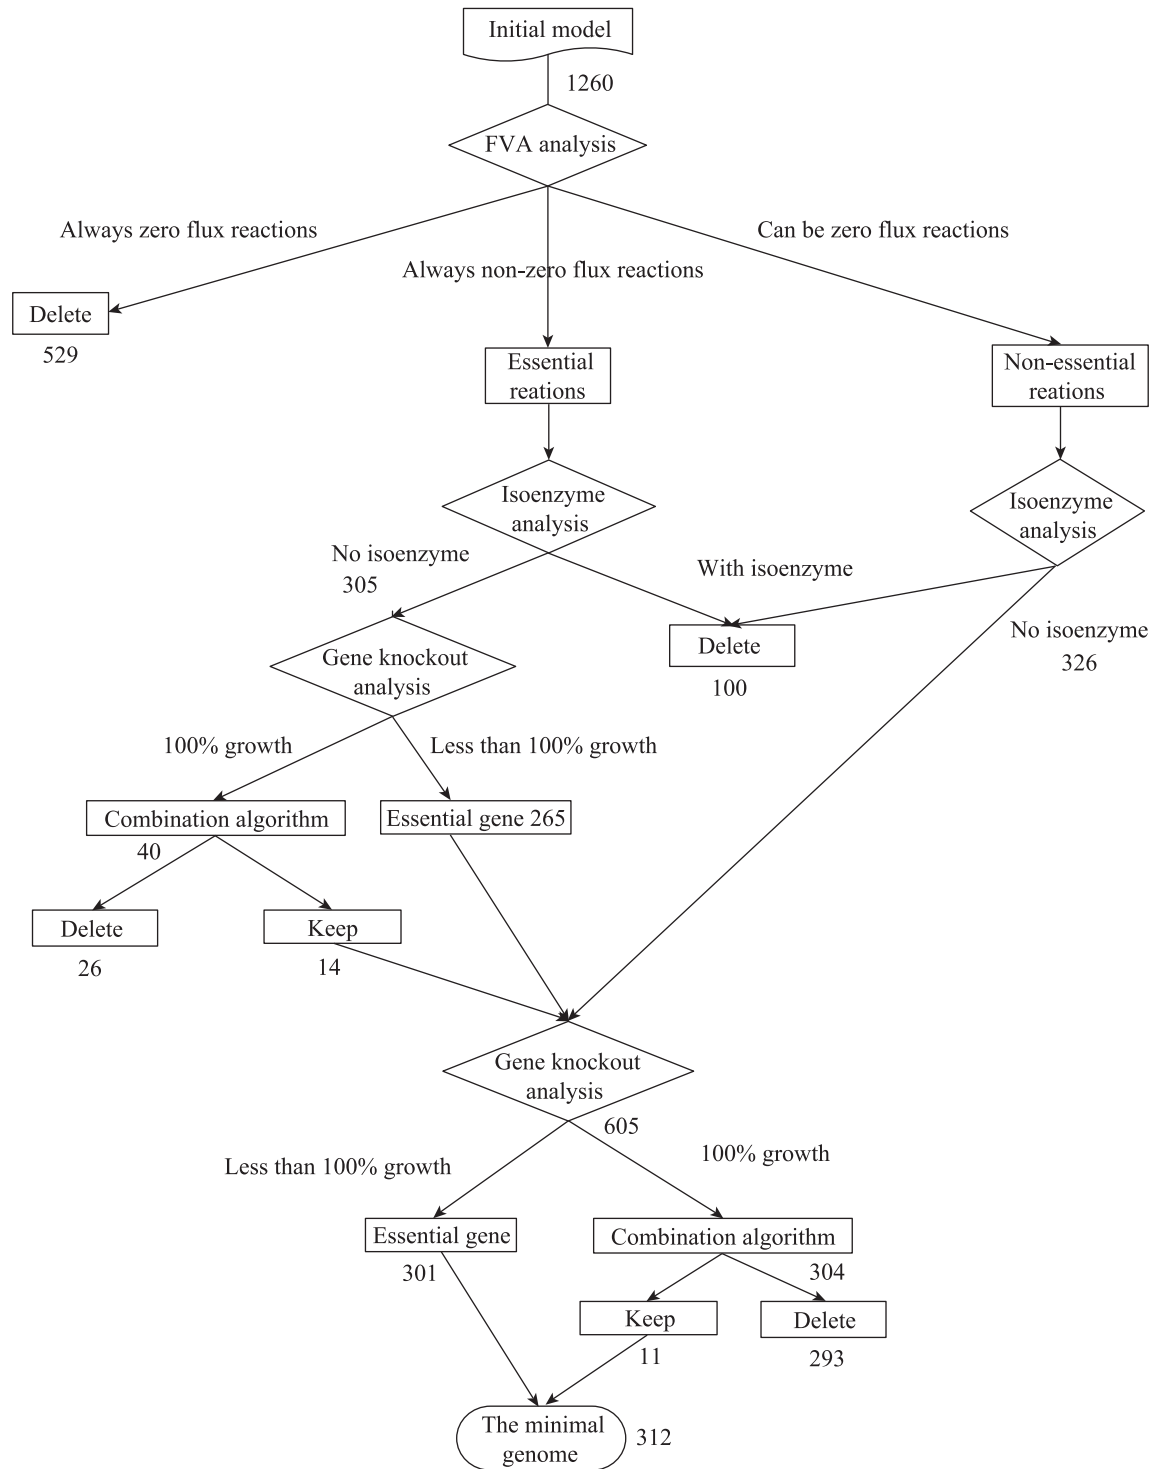 Initial model
1260
FVA analysis
Always zero flux reactions
Can be zero flux reactions
Always non-zero flux reactions
Delete
529
Essential
reations
Non-essential
reations
Isoenzyme
analysis
Isoenzyme
analysis
No isoenzyme
305
With isoenzyme
No isoenzyme
326
Delete
100
Gene knockout
analysis
100% growth
Less than 100% growth
Combination algorithm
40
Essential gene 265
Delete
26
Keep
14
Gene knockout
analysis
605
Less than 100% growth
100% growth
Essential gene
301
Combination algorithm
304
Keep
11
Delete
293
The minimal
genome
312